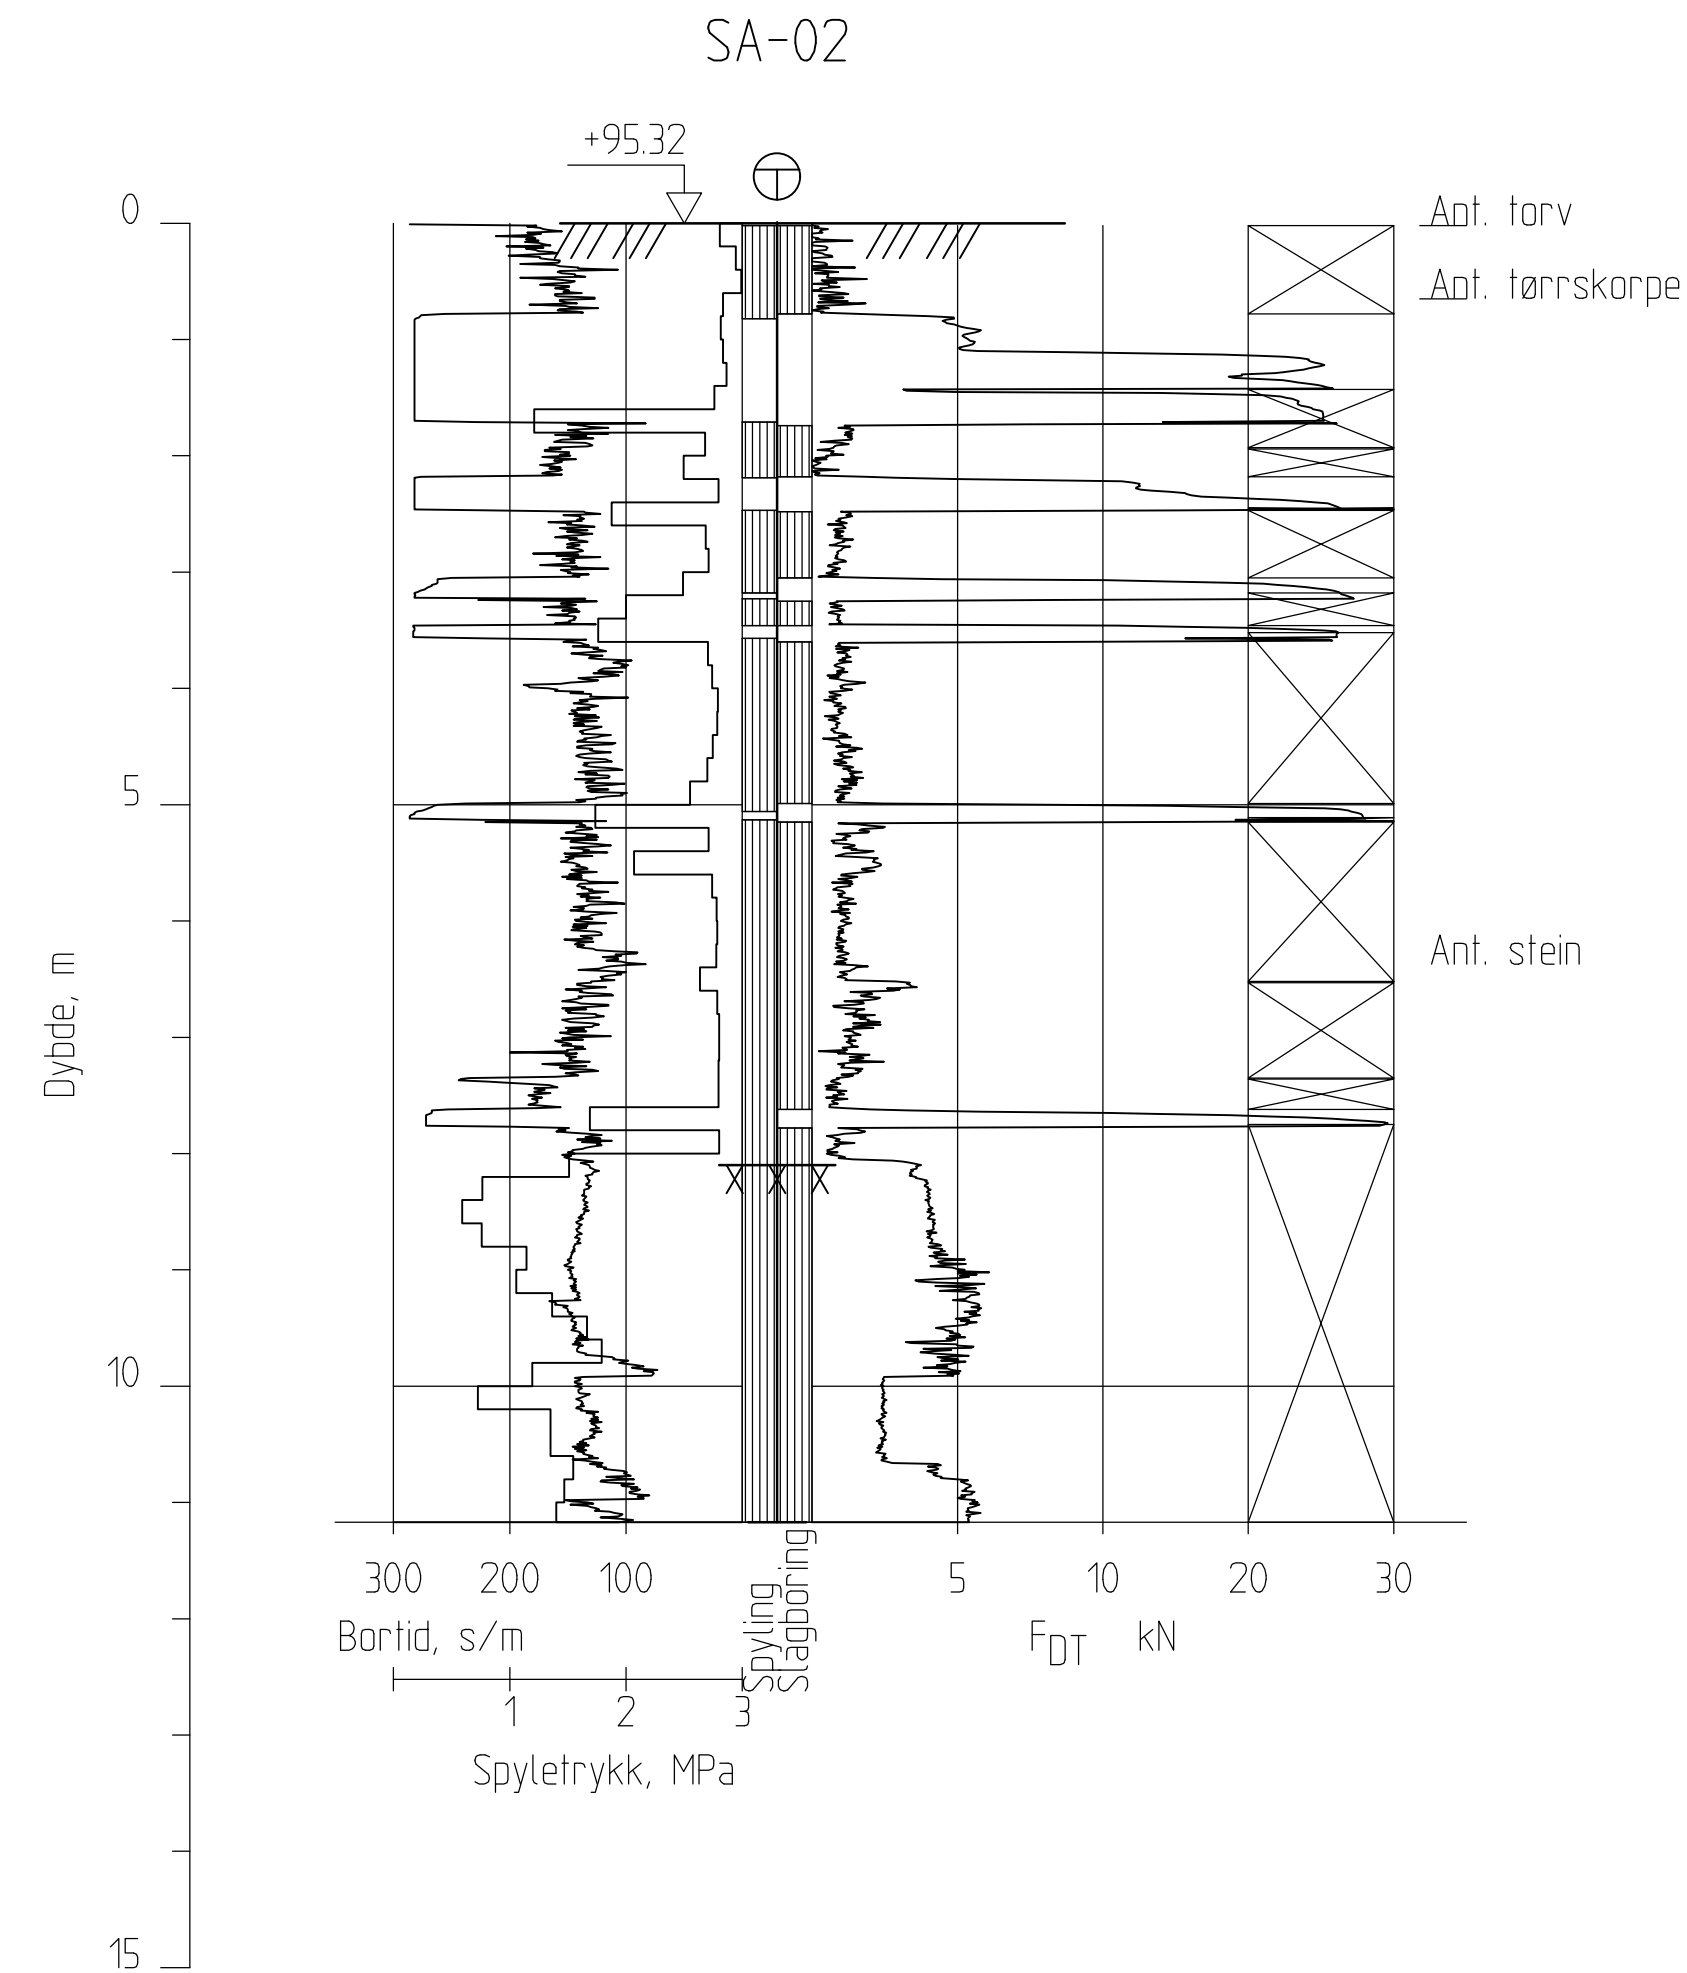 SA-02
+95.32
0
Ant. torv
Ant. tørrskorpe
5
Ant. stein
Dybde, m
10
300
200
100
5
10
20
30
Spyling
Slagboring
Bortid, s/m
FDT kN
1
2
3
Spyletrykk, MPa
15